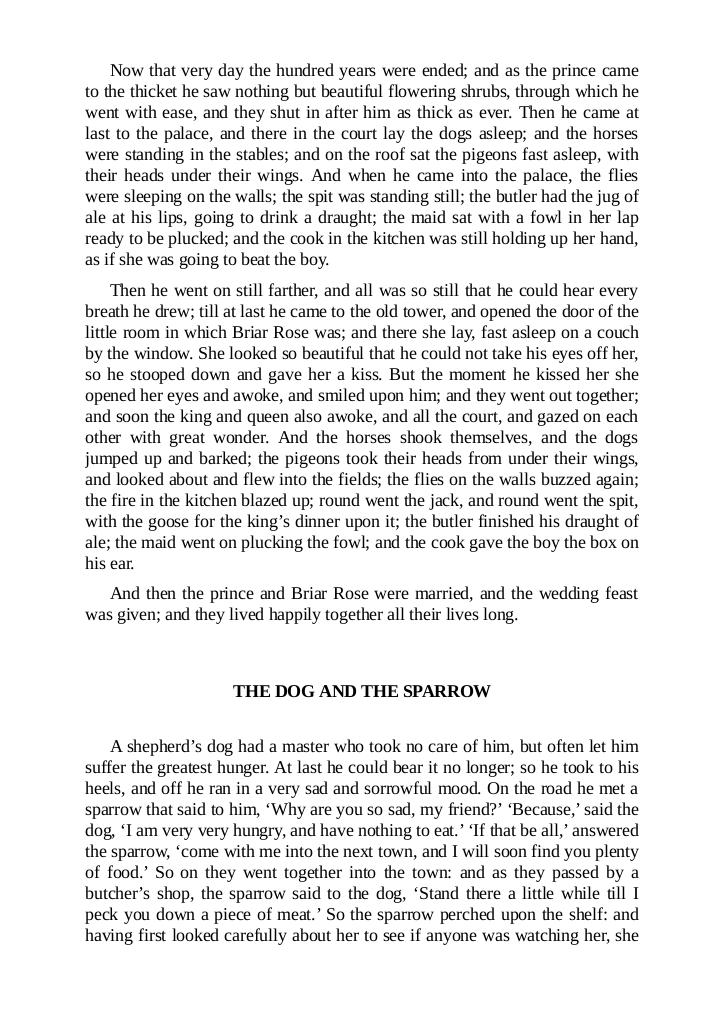 Now that very day the hundred years were ended; and as the prince came
to the thicket he saw nothing but beautiful flowering shrubs, through which he
went with ease, and they shut in after him as thick as ever. Then he came at
last to the palace, and there in the court lay the dogs asleep; and the horses
were standing in the stables; and on the roof sat the pigeons fast asleep, with
their heads under their wings. And when he came into the palace, the flies
were sleeping on the walls; the spit was standing still; the butler had the jug of
ale at his lips, going to drink a draught; the maid sat with a fowl in her lap
ready to be plucked; and the cook in the kitchen was still holding up her hand,
as if she was going to beat the boy.
Then he went on still farther, and all was so still that he could hear every
breath he drew; till at last he came to the old tower, and opened the door of the
little room in which Briar Rose was; and there she lay, fast asleep on a couch
by the window. She looked so beautiful that he could not take his eyes off her,
so he stooped down and gave her a kiss. But the moment he kissed her she
opened her eyes and awoke, and smiled upon him; and they went out together;
and soon the king and queen also awoke, and all the court, and gazed on each
other with great wonder. And the horses shook themselves, and the dogs
jumped up and barked; the pigeons took their heads from under their wings,
and looked about and flew into the fields; the flies on the walls buzzed again;
the fire in the kitchen blazed up; round went the jack, and round went the spit,
with the goose for the king’s dinner upon it; the butler finished his draught of
ale; the maid went on plucking the fowl; and the cook gave the boy the box on
his ear.
And then the prince and Briar Rose were married, and the wedding feast
was given; and they lived happily together all their lives long.
THE DOG AND THE SPARROW
A shepherd’s dog had a master who took no care of him, but often let him
suffer the greatest hunger. At last he could bear it no longer; so he took to his
heels, and off he ran in a very sad and sorrowful mood. On the road he met a
sparrow that said to him, ‘Why are you so sad, my friend?’ ‘Because,’ said the
dog, ‘I am very very hungry, and have nothing to eat.’ ‘If that be all,’ answered
the sparrow, ‘come with me into the next town, and I will soon find you plenty
of food.’ So on they went together into the town: and as they passed by a
butcher’s shop, the sparrow said to the dog, ‘Stand there a little while till I
peck you down a piece of meat.’ So the sparrow perched upon the shelf: and
having first looked carefully about her to see if anyone was watching her, she